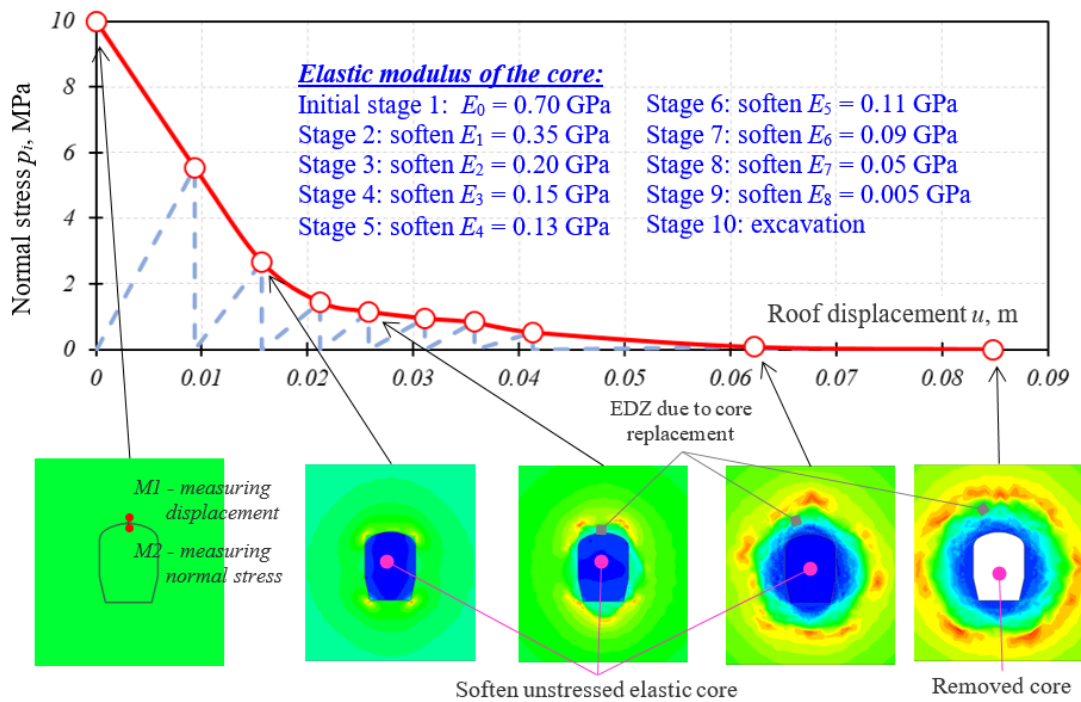 10
8
6
4
2
0
Normal stress pᵢ, MPa
Elastic modulus of the core:
Initial stage 1: E₀ = 0.70 GPa
Stage 2: soften E₁ = 0.35 GPa
Stage 3: soften E₂ = 0.20 GPa
Stage 4: soften E₃ = 0.15 GPa
Stage 5: soften E₄ = 0.13 GPa
Stage 6: soften E₅ = 0.11 GPa
Stage 7: soften E₆ = 0.09 GPa
Stage 8: soften E₇ = 0.05 GPa
Stage 9: soften E₈ = 0.005 GPa
Stage 10: excavation
Roof displacement u, m
0 0.01 0.02 0.03 0.04 0.05 0.06 0.07 0.08 0.09
EDZ due to core
replacement
M1 - measuring
displacement
M2 - measuring
normal stress
Soften unstressed elastic core
Removed core